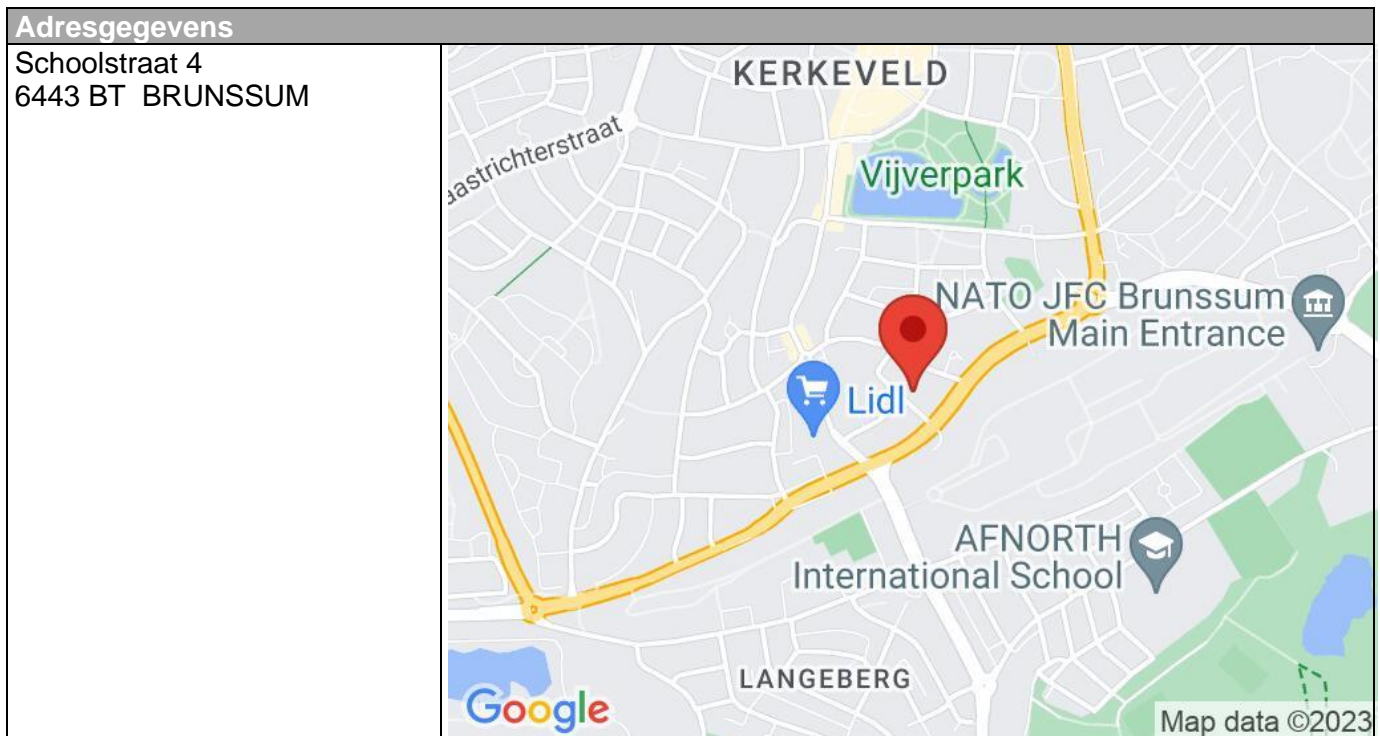 Adresgegevens
Schoolstraat 4
6443 BT BRUNSSUM
KERKEVELD
aastrichterstraat
Vijverpark
NATO JFC Brunssum
Main Entrance
Lidl
AFNORTH
International School
LANGEBERG
Google
Map data ©2023